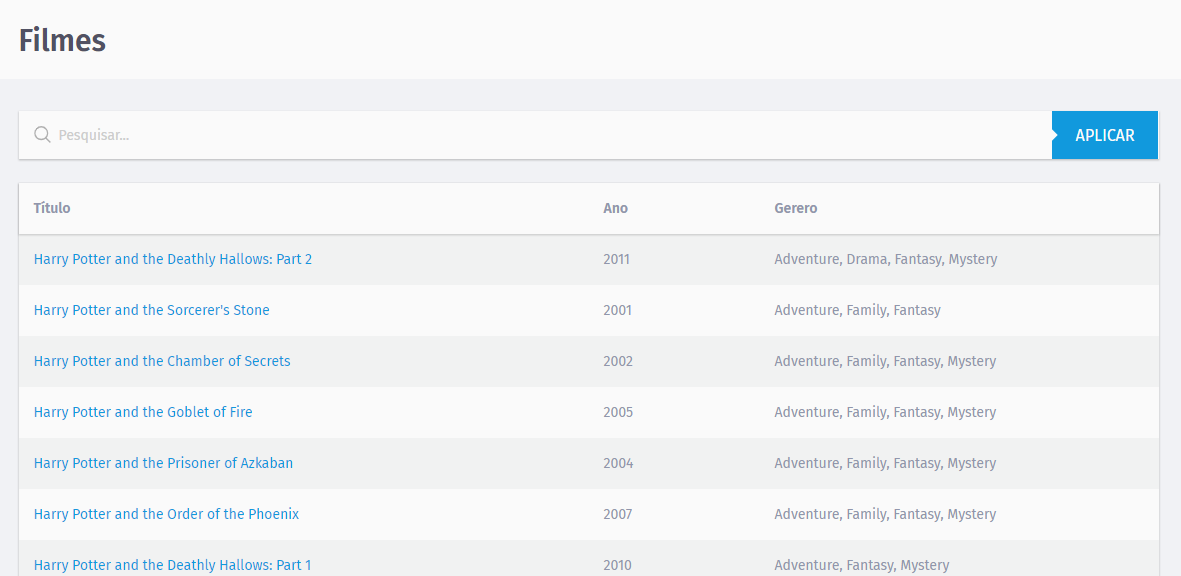 Filmes
Pesquisar...
APLICAR
Título Ano Gerero
Harry Potter and the Deathly Hallows: Part 2 2011 Adventure, Drama, Fantasy, Mystery
Harry Potter and the Sorcerer's Stone 2001 Adventure, Family, Fantasy
Harry Potter and the Chamber of Secrets 2002 Adventure, Family, Fantasy, Mystery
Harry Potter and the Goblet of Fire 2005 Adventure, Family, Fantasy, Mystery
Harry Potter and the Prisoner of Azkaban 2004 Adventure, Family, Fantasy, Mystery
Harry Potter and the Order of the Phoenix 2007 Adventure, Family, Fantasy, Mystery
Harry Potter and the Deathly Hallows: Part 1 2010 Adventure, Fantasy, Mystery